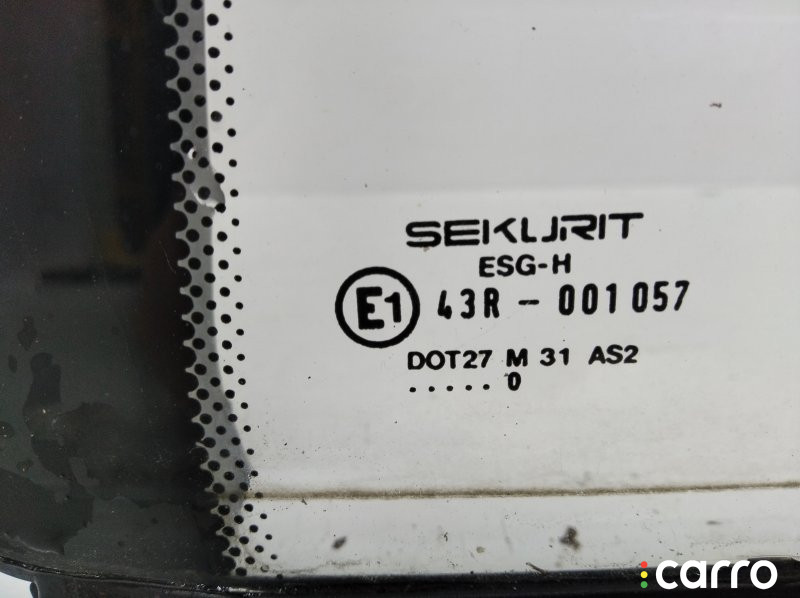 SEKURIT
ESG-H
E1 43R - 001 057
DOT27 M 31 AS2
.....0
carro